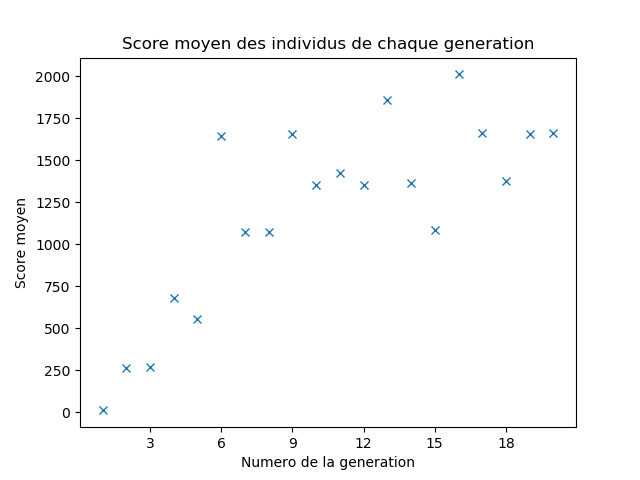 Score moyen des individus de chaque generation
2000
1750
1500
1250
1000
750
500
250
0
Score moyen
3 6 9 12 15 18
Numero de la generation